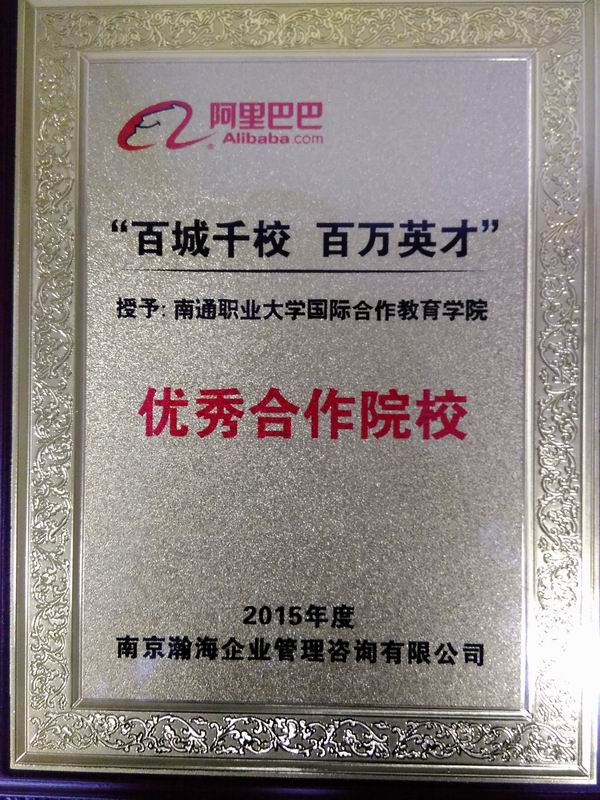 阿里巴巴
Alibaba.com
“百城千校 百万英才”
授予: 南通职业大学国际合作教育学院
优秀合作院校
2015年度
南京瀚海企业管理咨询有限公司